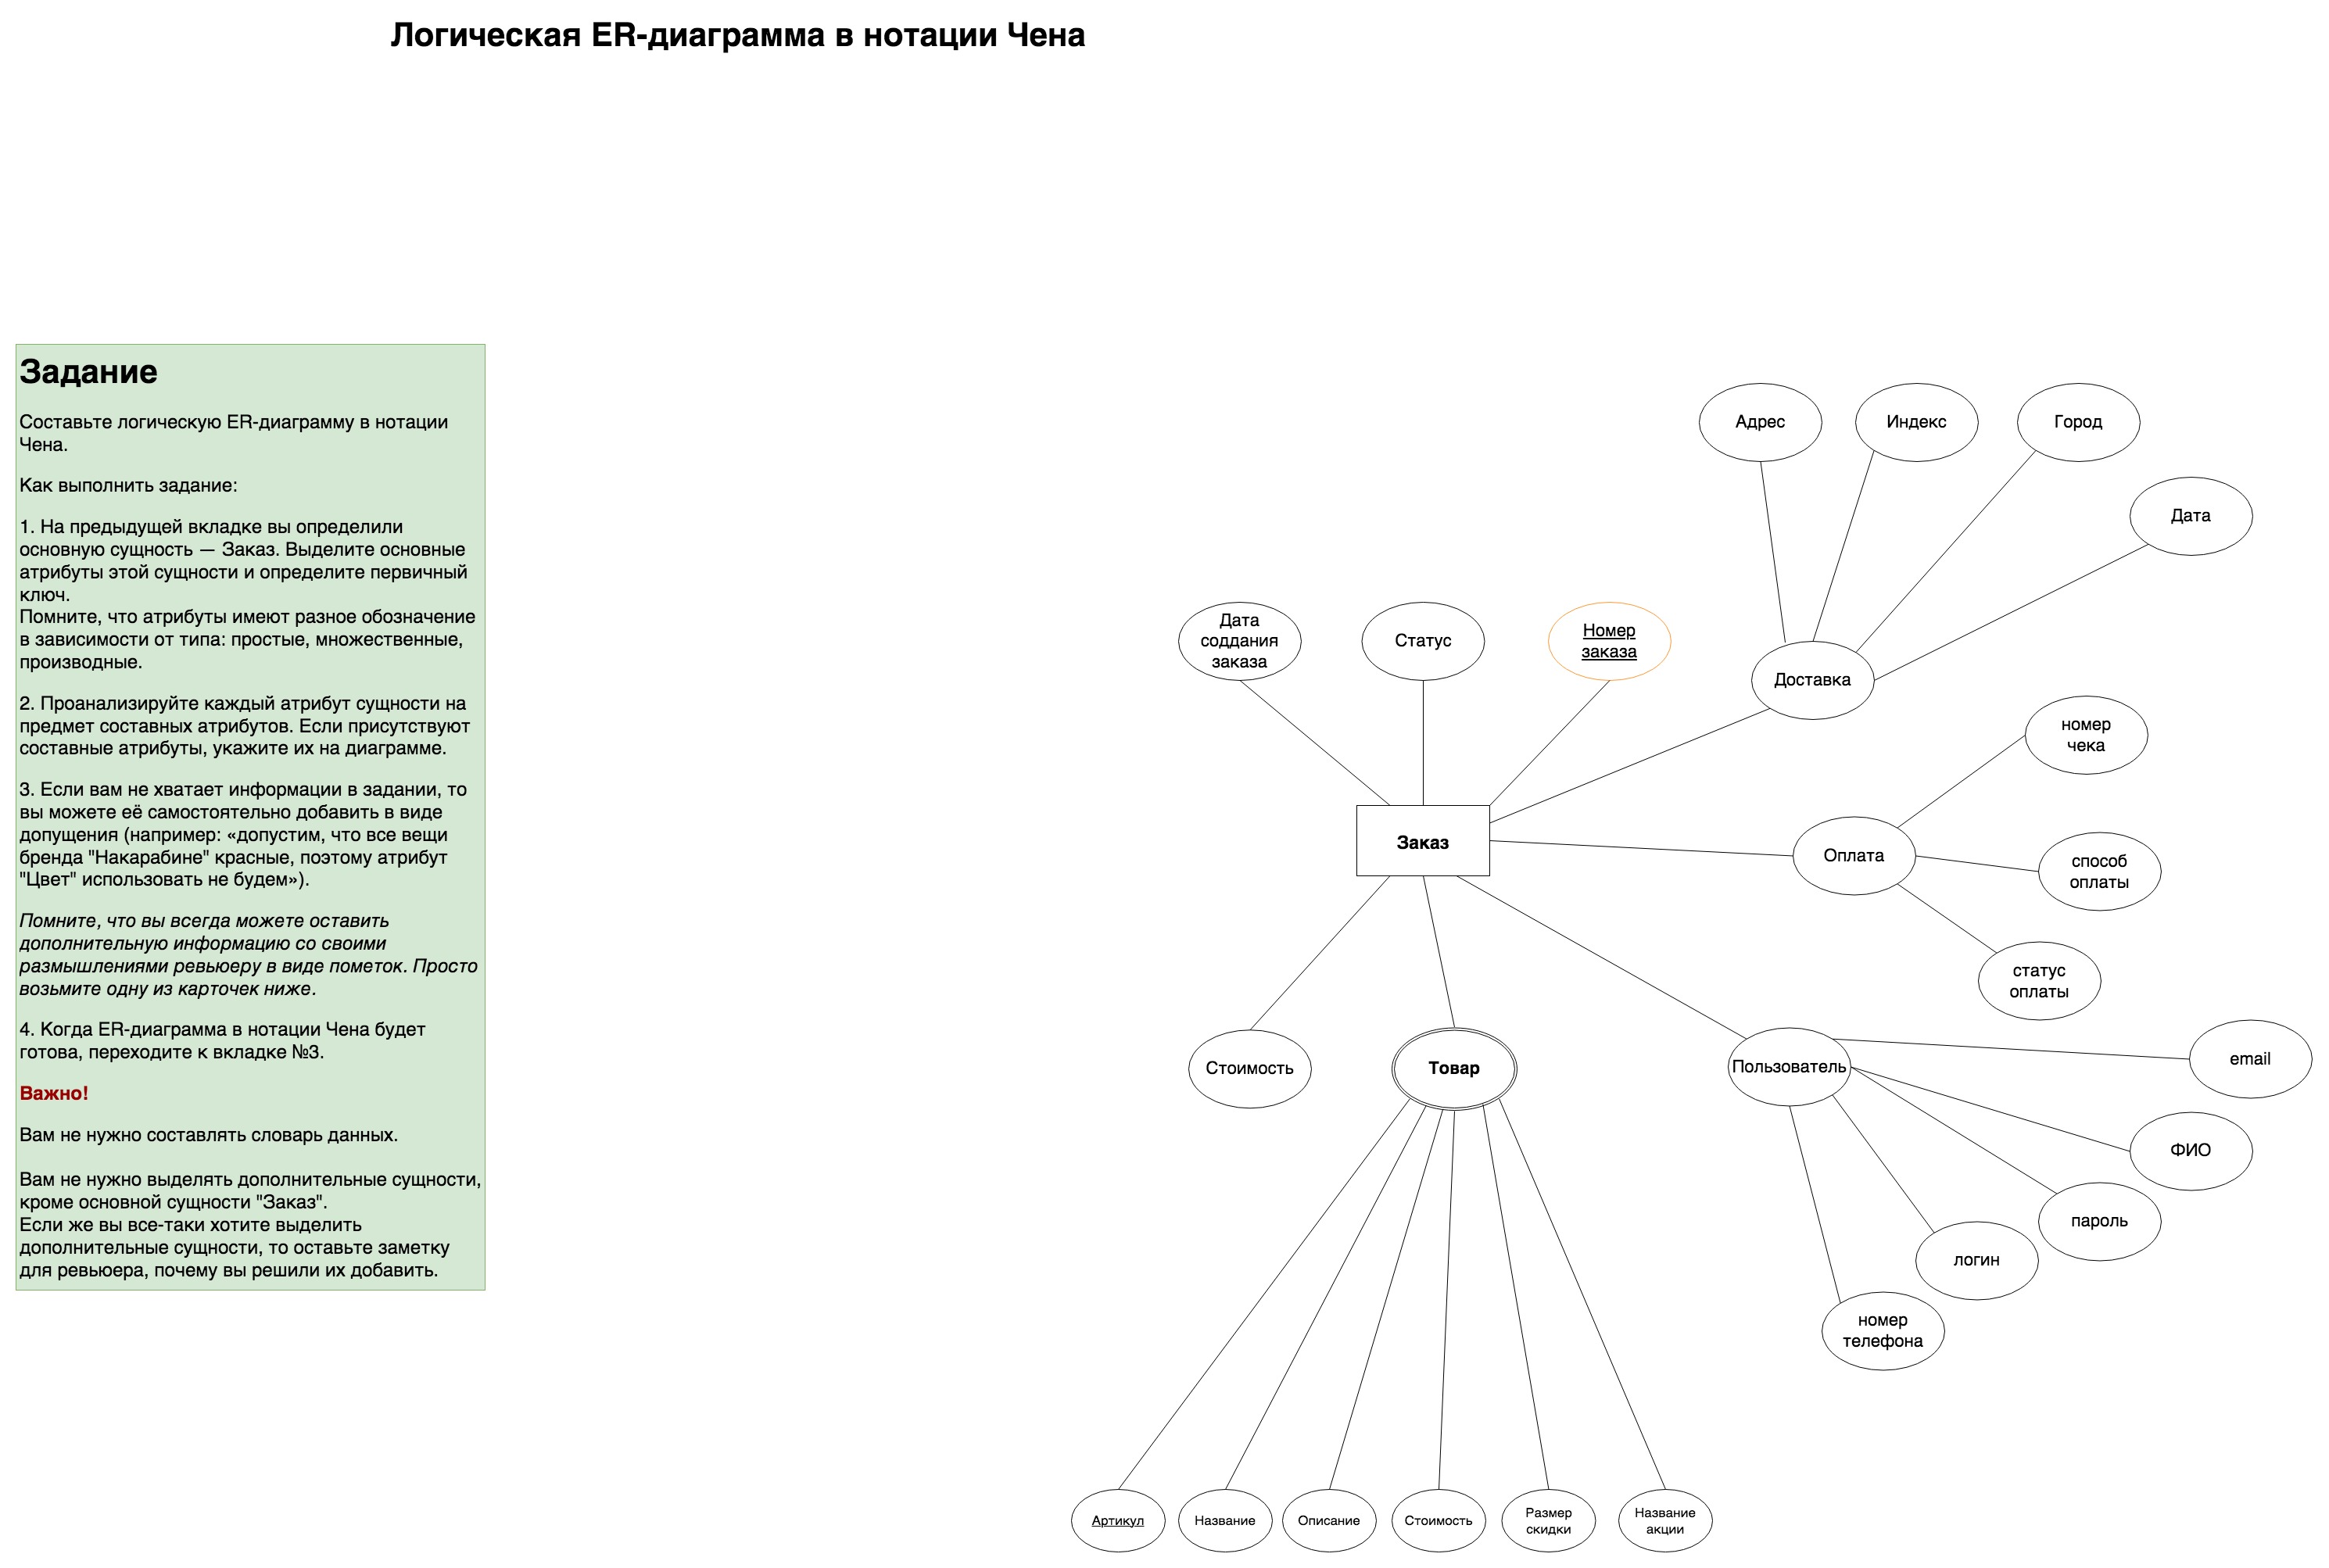 Логическая ER-диаграмма в нотации Чена
Задание
Составьте логическую ER-диаграмму в нотации
Чена.
Как выполнить задание:
1. На предыдущей вкладке вы определили
основную сущность — Заказ. Выделите основные
атрибуты этой сущности и определите первичный
ключ.
Помните, что атрибуты имеют разное обозначение
в зависимости от типа: простые, множественные,
производные.
2. Проанализируйте каждый атрибут сущности на
предмет составных атрибутов. Если присутствуют
составные атрибуты, укажите их на диаграмме.
3. Если вам не хватает информации в задании, то
вы можете её самостоятельно добавить в виде
допущения (например: «допустим, что все вещи
бренда "Накарабине" красные, поэтому атрибут
"Цвет" использовать не будем»).
Помните, что вы всегда можете оставить
дополнительную информацию со своими
размышлениями ревьюеру в виде пометок. Просто
возьмите одну из карточек ниже.
4. Когда ER-диаграмма в нотации Чена будет
готова, переходите к вкладке №3.
Важно!
Вам не нужно составлять словарь данных.
Вам не нужно выделять дополнительные сущности,
кроме основной сущности "Заказ".
Если же вы все-таки хотите выделить
дополнительные сущности, то оставьте заметку
для ревьюера, почему вы решили их добавить.
Адрес
Индекс
Город
Дата
Дата
соддания
заказа
Статус
Номер
заказа
Доставка
номер
чека
Заказ
Оплата
способ
оплаты
статус
оплаты
Стоимость
Товар
Пользователь
email
ФИО
пароль
логин
номер
телефона
Артикул
Название
Описание
Стоимость
Размер
скидки
Название
акции